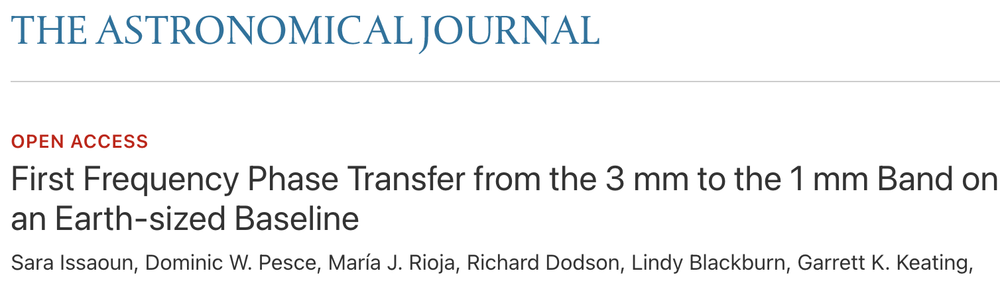 THE ASTRONOMICAL JOURNAL
OPEN ACCESS
First Frequency Phase Transfer from the 3 mm to the 1 mm Band on
an Earth-sized Baseline
Sara Issaoun, Dominic W. Pesce, María J. Rioja, Richard Dodson, Lindy Blackburn, Garrett K. Keating,